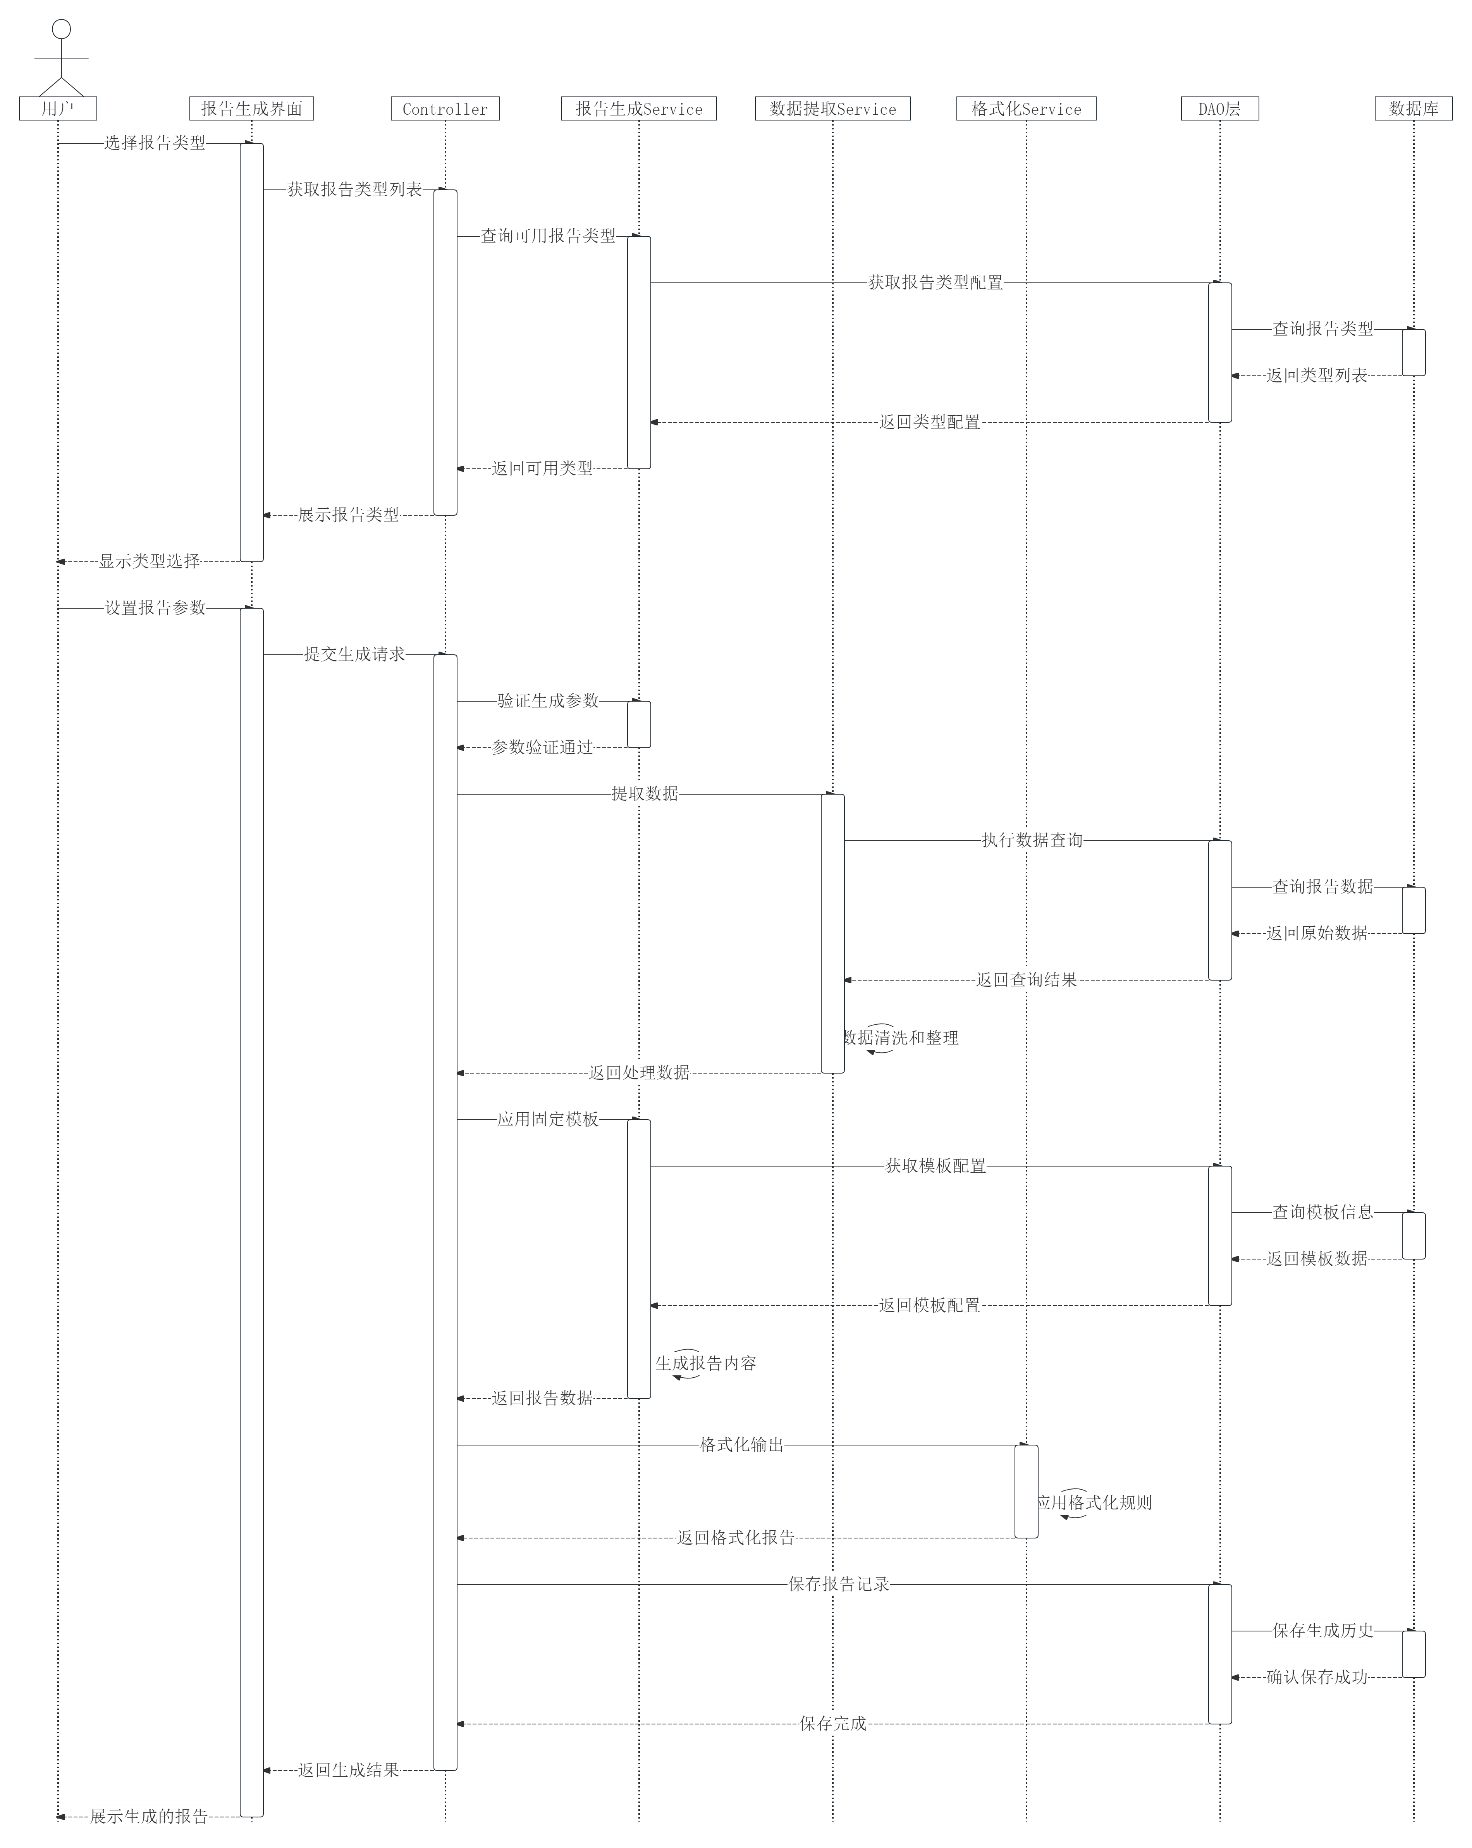 用户
报告生成界面
Controller
报告生成Service
数据提取Service
格式化Service
DAO层
数据库
选择报告类型
获取报告类型列表
查询可用报告类型
获取报告类型配置
查询报告类型
返回类型列表
返回类型配置
返回可用类型
展示报告类型
显示类型选择
设置报告参数
提交生成请求
验证生成参数
参数验证通过
提取数据
执行数据查询
查询报告数据
返回原始数据
返回查询结果
数据清洗和整理
返回处理数据
应用固定模板
获取模板配置
查询模板信息
返回模板数据
返回模板配置
生成报告内容
返回报告数据
格式化输出
应用格式化规则
返回格式化报告
保存报告记录
保存生成历史
确认保存成功
保存完成
返回生成结果
展示生成的报告